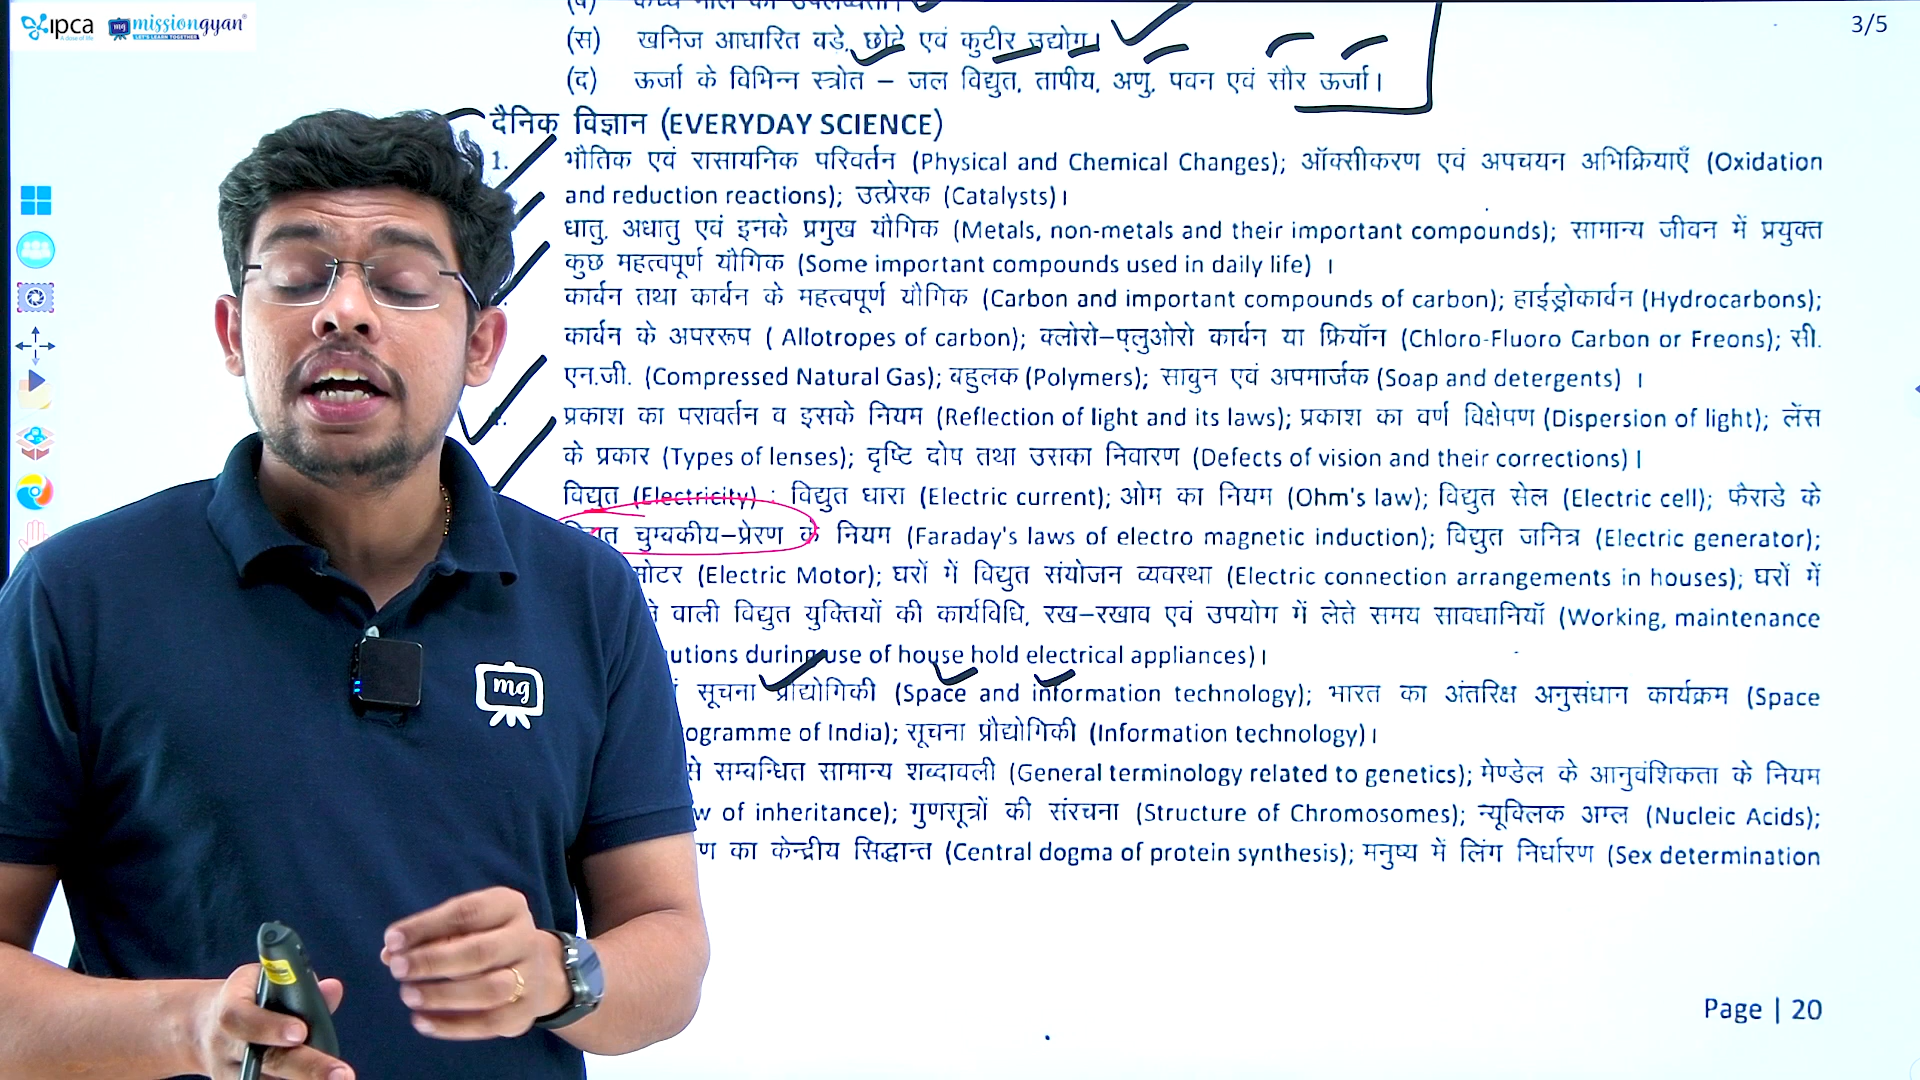 ipca
A dose of life
mg missiongyan
LET'S LEARN TOGETHER
3/5
(स) खनिज आधारित बड़े, छोटे एवं कुटीर उद्योग।
(द) ऊर्जा के विभिन्न स्त्रोत – जल विद्युत, तापीय, अणु, पवन एवं सौर ऊर्जा।
दैनिक विज्ञान (EVERYDAY SCIENCE)
1. भौतिक एवं रासायनिक परिवर्तन (Physical and Chemical Changes); ऑक्सीकरण एवं अपचयन अभिक्रियाएँ (Oxidation
and reduction reactions); उत्प्रेरक (Catalysts)।
धातु, अधातु एवं इनके प्रमुख यौगिक (Metals, non-metals and their important compounds); सामान्य जीवन में प्रयुक्त
कुछ महत्वपूर्ण यौगिक (Some important compounds used in daily life) ।
कार्बन तथा कार्बन के महत्वपूर्ण यौगिक (Carbon and important compounds of carbon); हाईड्रोकार्बन (Hydrocarbons);
कार्बन के अपररूप ( Allotropes of carbon); क्लोरो–फ्लुओरो कार्बन या फ्रियॉन (Chloro-Fluoro Carbon or Freons); सी.
एन.जी. (Compressed Natural Gas); बहुलक (Polymers); साबुन एवं अपमार्जक (Soap and detergents) ।
प्रकाश का परावर्तन व इसके नियम (Reflection of light and its laws); प्रकाश का वर्ण विक्षेपण (Dispersion of light); लेंस
के प्रकार (Types of lenses); दृष्टि दोष तथा उसका निवारण (Defects of vision and their corrections)।
विद्युत (Electricity) : विद्युत धारा (Electric current); ओम का नियम (Ohm's law); विद्युत सेल (Electric cell); फैराडे के
चुम्बकीय–प्रेरण के नियम (Faraday's laws of electro magnetic induction); विद्युत जनित्र (Electric generator);
मोटर (Electric Motor); घरों में विद्युत संयोजन व्यवस्था (Electric connection arrangements in houses); घरों में
वाली विद्युत युक्तियों की कार्यविधि, रख–रखाव एवं उपयोग में लेते समय सावधानियॉ (Working, maintenance
utions during use of house hold electrical appliances)।
सूचना प्रौद्योगिकी (Space and information technology); भारत का अंतरिक्ष अनुसंधान कार्यक्रम (Space
ogramme of India); सूचना प्रौद्योगिकी (Information technology)।
से सम्बन्धित सामान्य शब्दावली (General terminology related to genetics); मेण्डेल के आनुवंशिकता के नियम
w of inheritance); गुणसूत्रों की संरचना (Structure of Chromosomes); न्यूक्लिक अम्ल (Nucleic Acids);
ण का केन्द्रीय सिद्धान्त (Central dogma of protein synthesis); मनुष्य में लिंग निर्धारण (Sex determination
mg
Page | 20